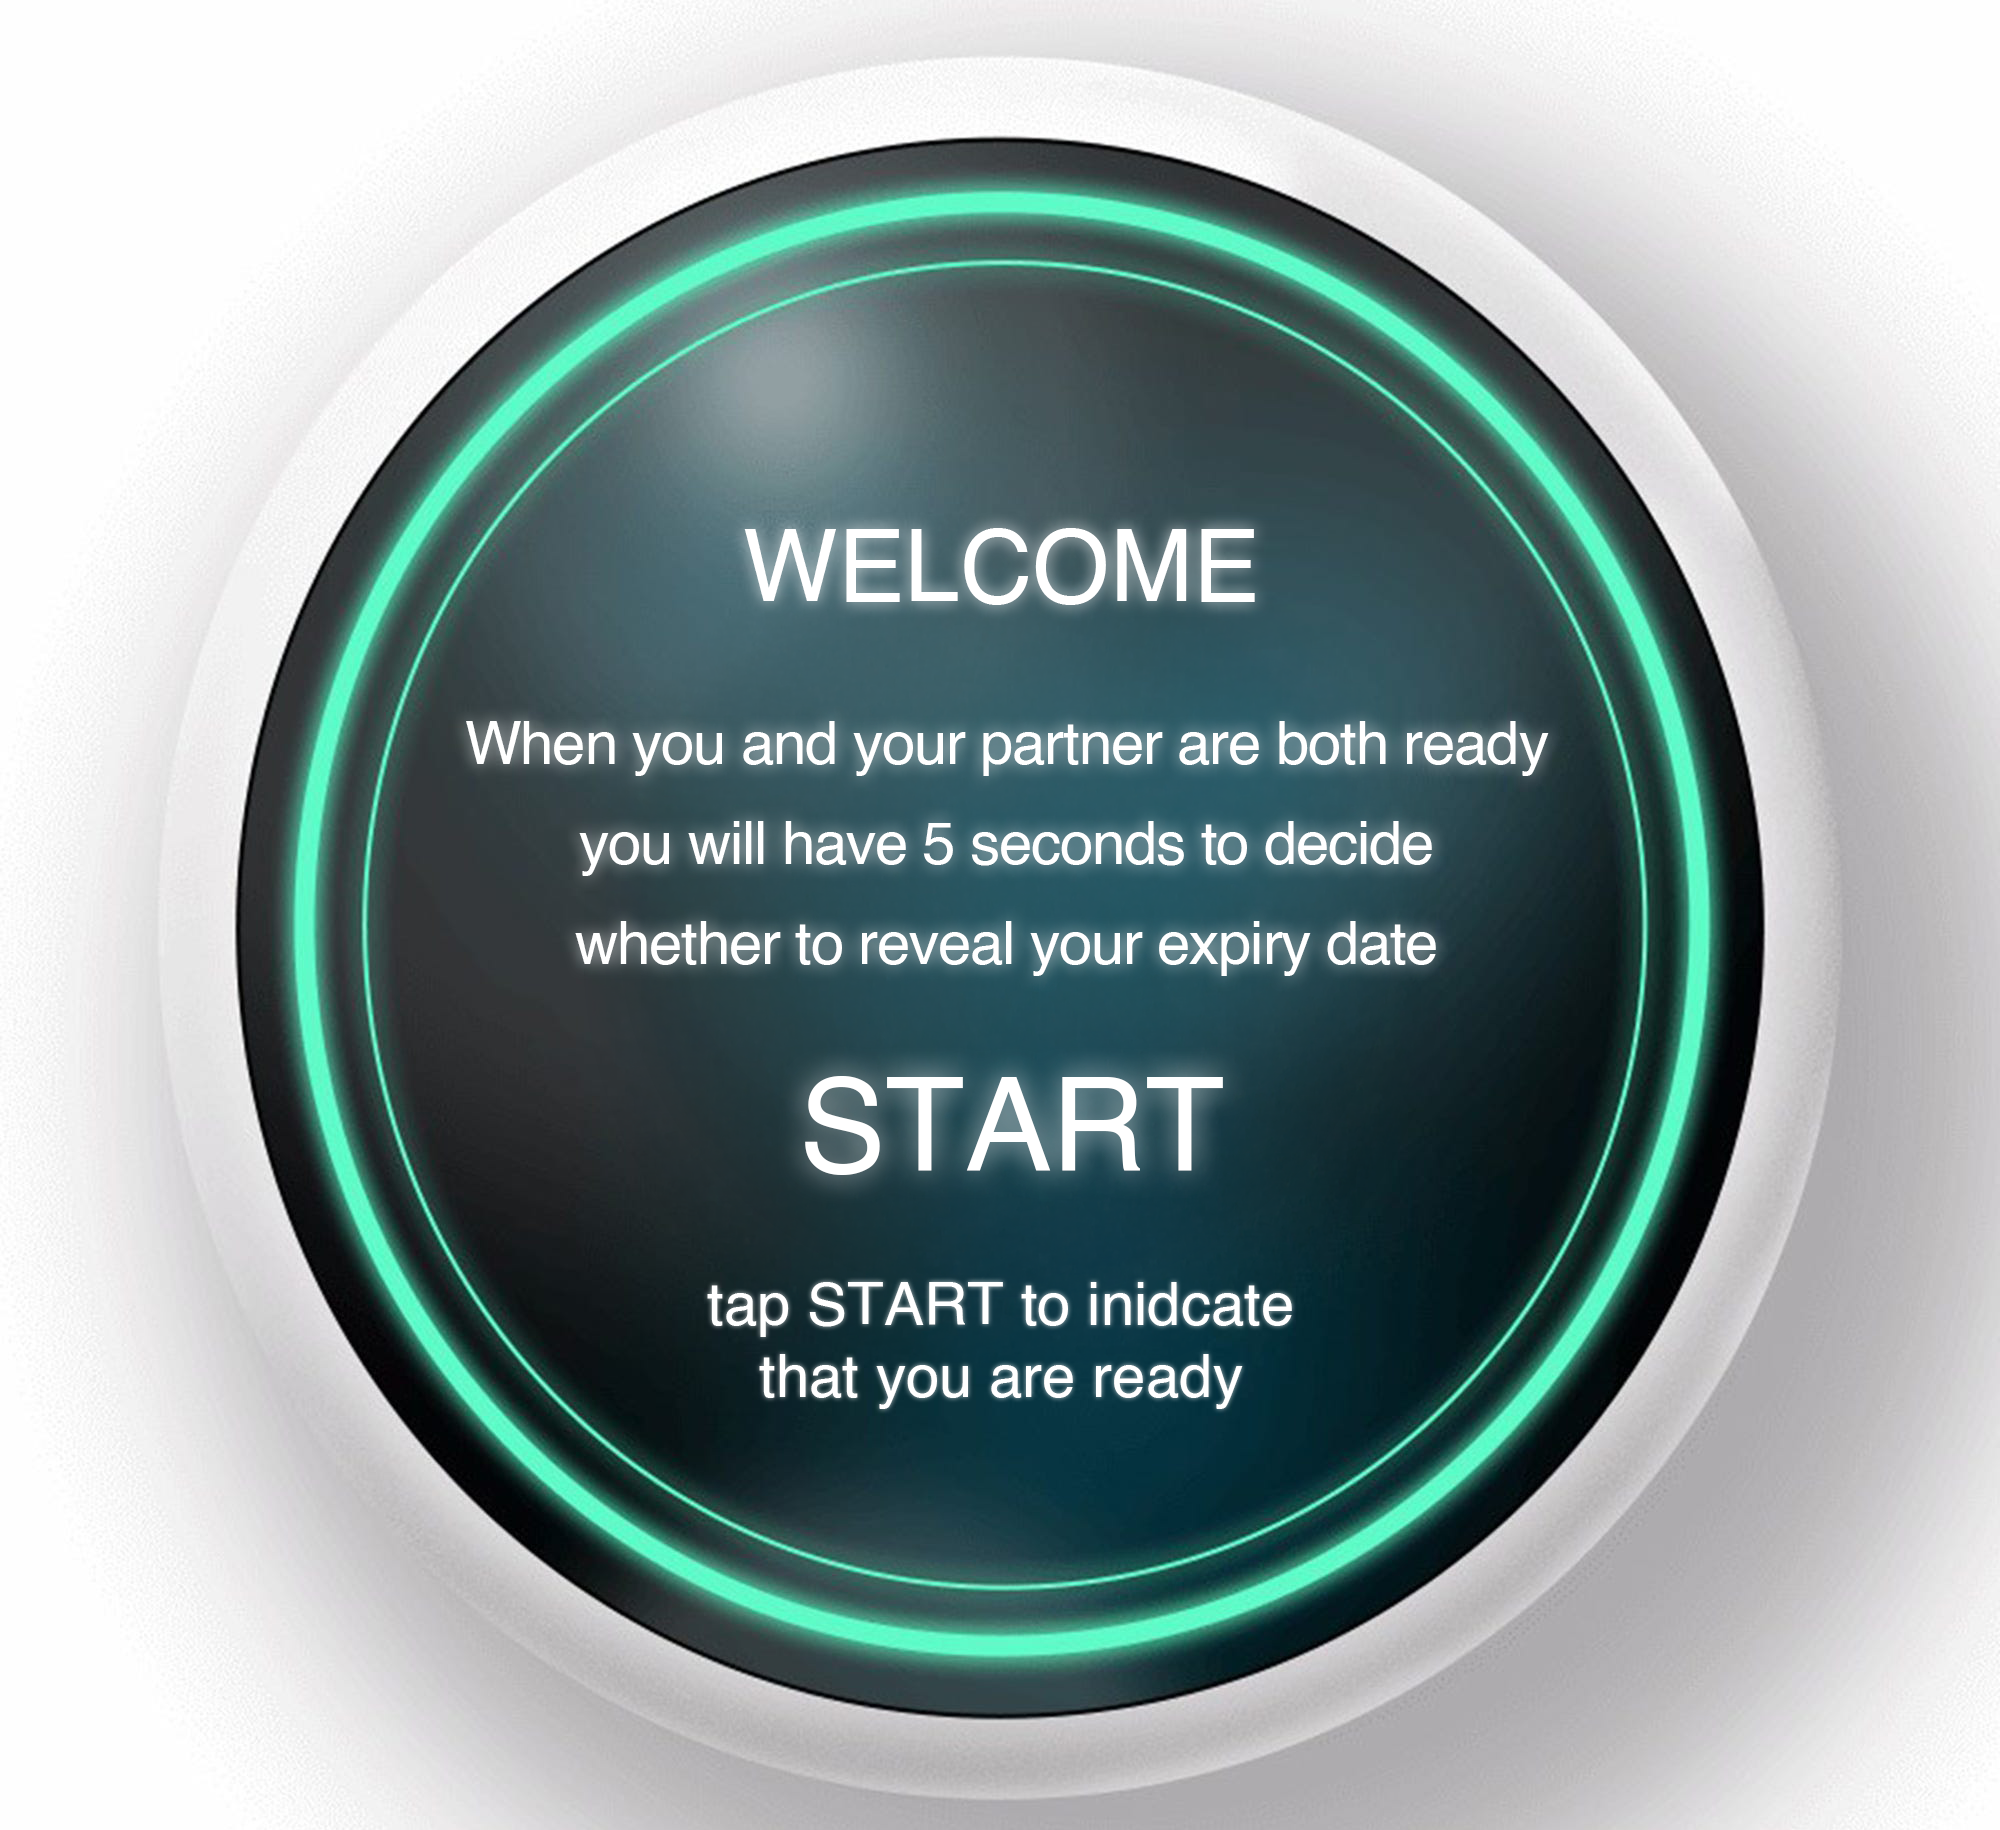 WELCOME
When you and your partner are both ready
you will have 5 seconds to decide
whether to reveal your expiry date
START
tap START to inidcate
that you are ready